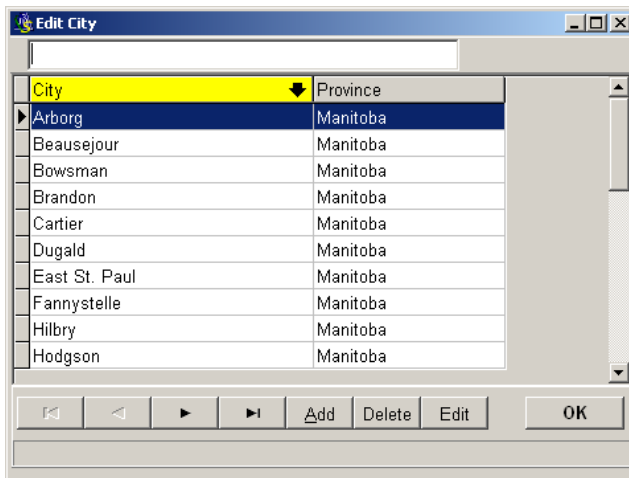 Edit City
City Province
Arborg Manitoba
Beausejour Manitoba
Bowsman Manitoba
Brandon Manitoba
Cartier Manitoba
Dugald Manitoba
East St. Paul Manitoba
Fannystelle Manitoba
Hilbry Manitoba
Hodgson Manitoba
Add Delete Edit OK